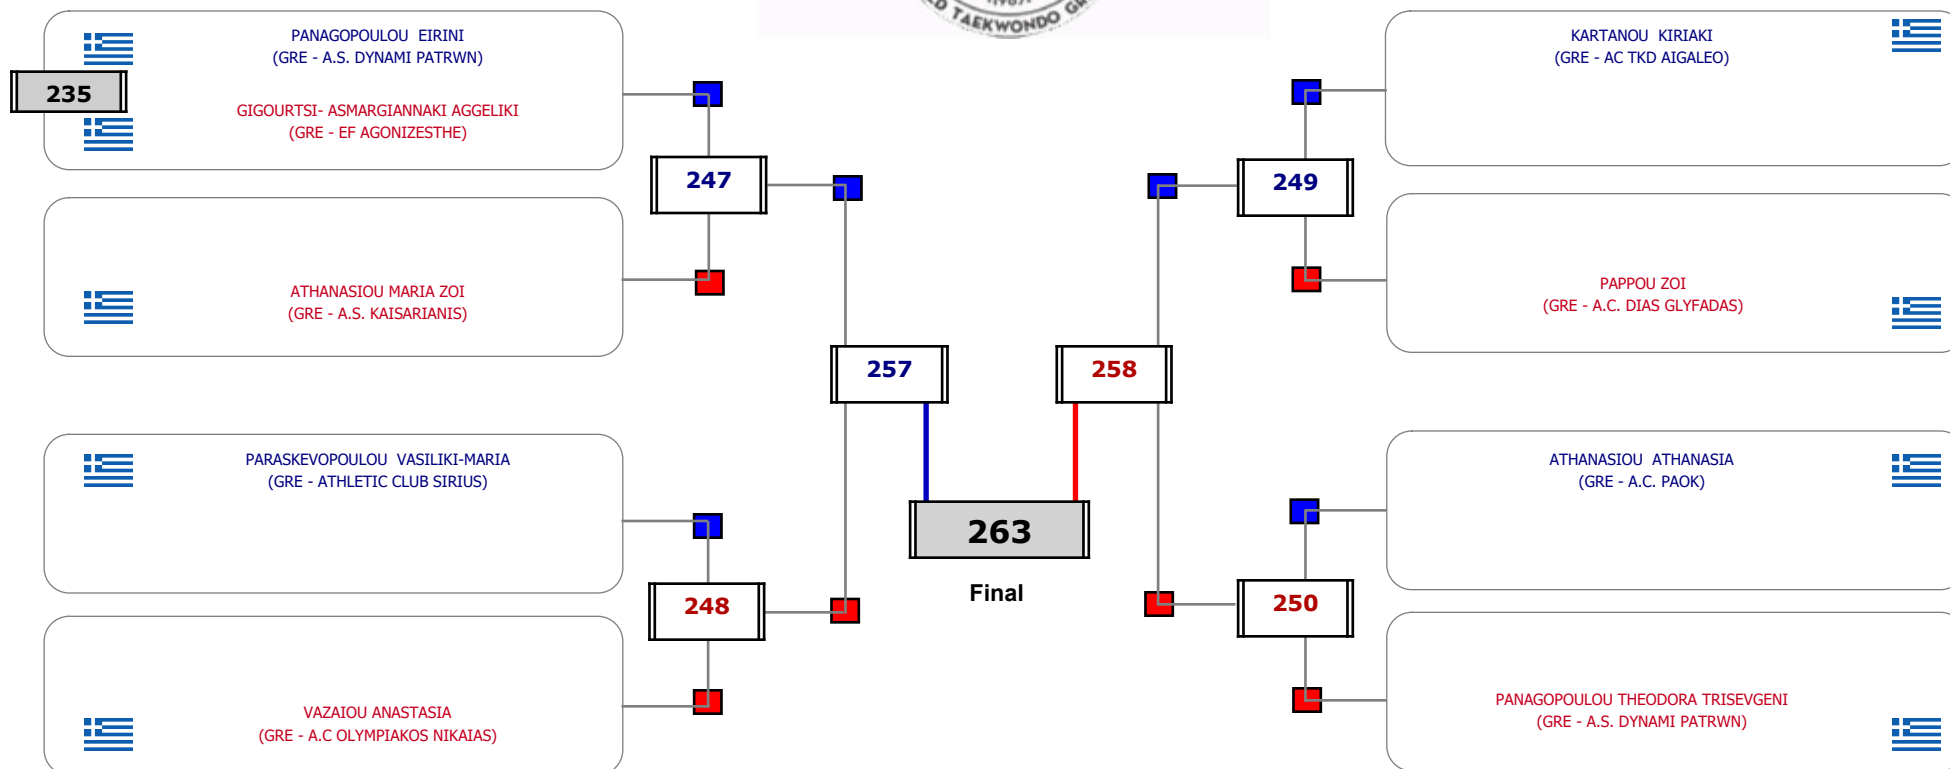 TAEKWONDO
PANAGOPOULOU EIRINI
(GRE - A.S. DYNAMI PATRWN)
235
GIGOURTSI- ASMARGIANNAKI AGGELIKI
(GRE - EF AGONIZESTHE)
247
ATHANASIOU MARIA ZOI
(GRE - A.S. KAISARIANIS)
257
PARASKEVOPOULOU VASILIKI-MARIA
(GRE - ATHLETIC CLUB SIRIUS)
248
VAZAIOU ANASTASIA
(GRE - A.C OLYMPIAKOS NIKAIAS)
263
Final
KARTANOU KIRIAKI
(GRE - AC TKD AIGALEO)
249
PAPPOU ZOI
(GRE - A.C. DIAS GLYFADAS)
258
ATHANASIOU ATHANASIA
(GRE - A.C. PAOK)
250
PANAGOPOULOU THEODORA TRISEVGENI
(GRE - A.S. DYNAMI PATRWN)